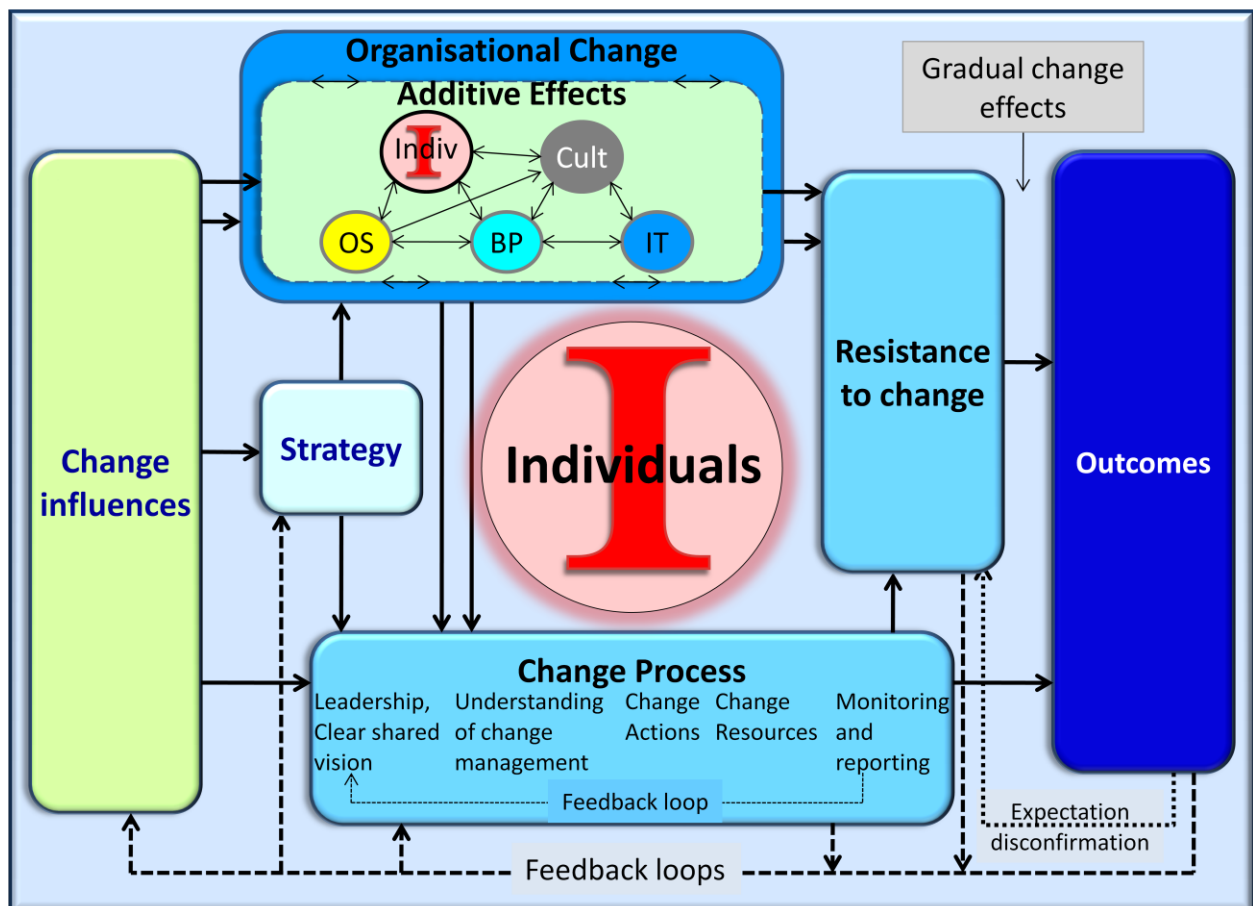 Organisational Change
Additive Effects
Indiv
I
Cult
OS
BP
IT
Gradual change
effects
Change
influences
Strategy
I
Individuals
Resistance
to change
Outcomes
Change Process
Leadership,
Clear shared
vision
Understanding
of change
management
Change
Actions
Change
Resources
Monitoring
and
reporting
Feedback loop
Expectation
disconfirmation
Feedback loops